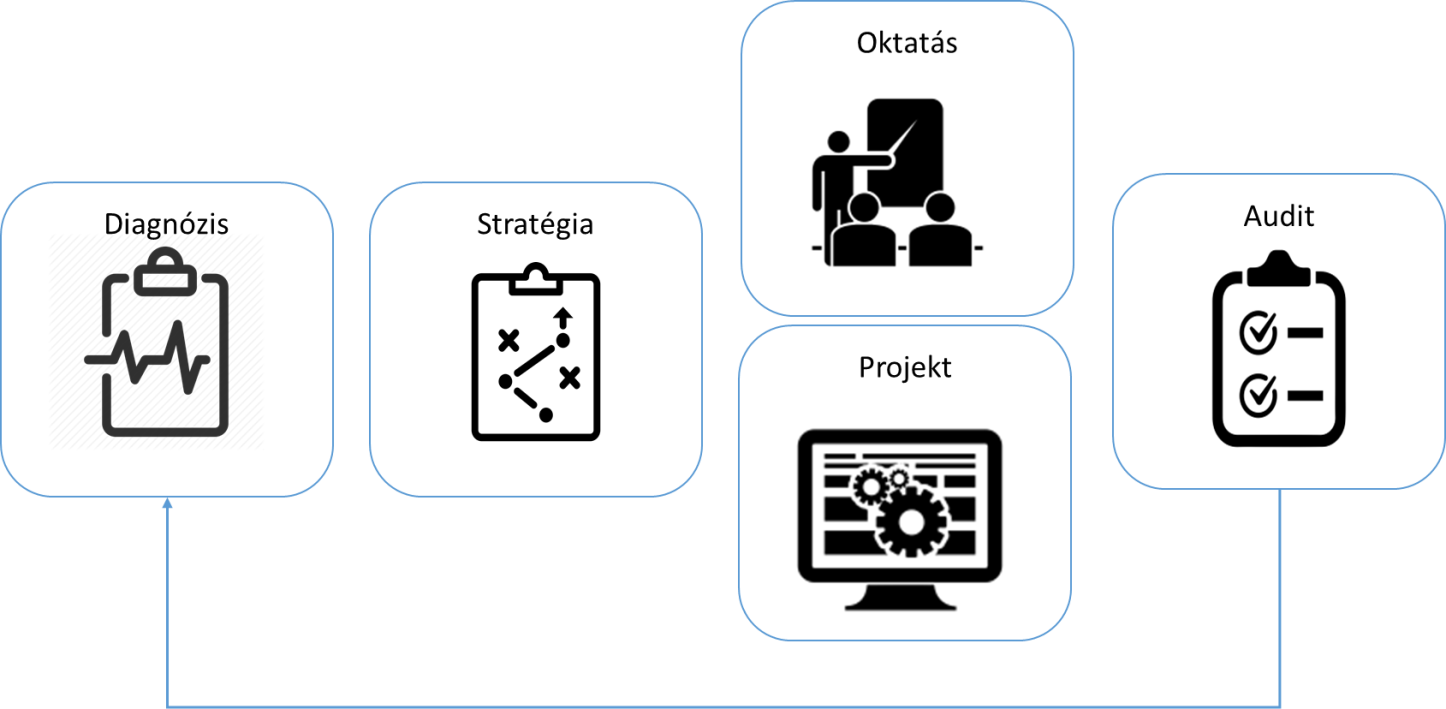 Diagnózis
Stratégia
Oktatás
Projekt
Audit